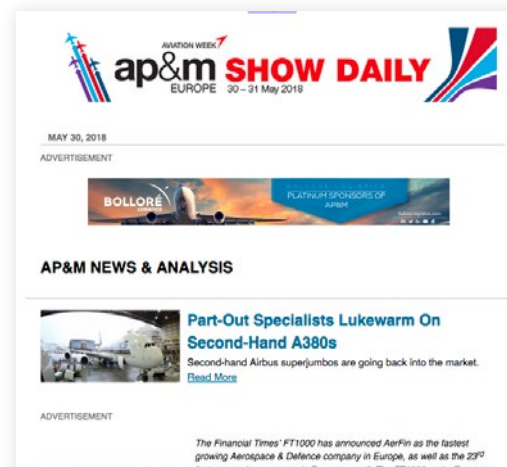 AVIATION WEEK
ap&m SHOW DAILY
EUROPE 30 – 31 May 2018
MAY 30, 2018
ADVERTISEMENT
BOLLORÉ
LOGISTICS
BOLLORÉ LOGISTICS
PLATINUM SPONSORS OF
AP&M
AP&M NEWS & ANALYSIS
Part-Out Specialists Lukewarm On
Second-Hand A380s
Second-hand Airbus superjumbos are going back into the market.
Read More
ADVERTISEMENT
The Financial Times' FT1000 has announced AerFin as the fastest
growing Aerospace & Defence company in Europe, as well as the 23rd